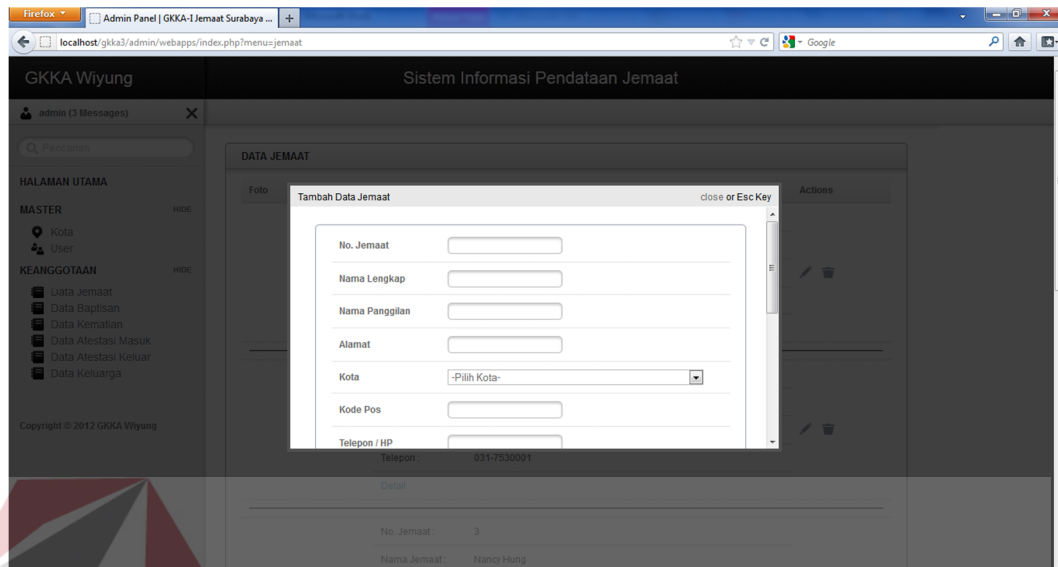 Firefox
Admin Panel | GKKA-I Jemaat Surabaya ...
localhost/gkka3/admin/webapps/index.php?menu=jemaat
Google
GKKA Wiyung
Sistem Informasi Pendataan Jemaat
admin (3 Messages)
Pencarian
HALAMAN UTAMA
MASTER HIDE
Kota
User
KEANGGOTAAN HIDE
Data Jemaat
Data Baptisan
Data Kematian
Data Atestasi Masuk
Data Atestasi Keluar
Data Keluarga
Copyright © 2012 GKKA Wiyung
DATA JEMAAT
Foto Actions
Tambah Data Jemaat close or Esc Key
No. Jemaat
Nama Lengkap
Nama Panggilan
Alamat
Kota -Pilih Kota-
Kode Pos
Telepon / HP
Telepon : 031-7530001
Detail
No. Jemaat : 3
Nama Jemaat : Nancy Hung